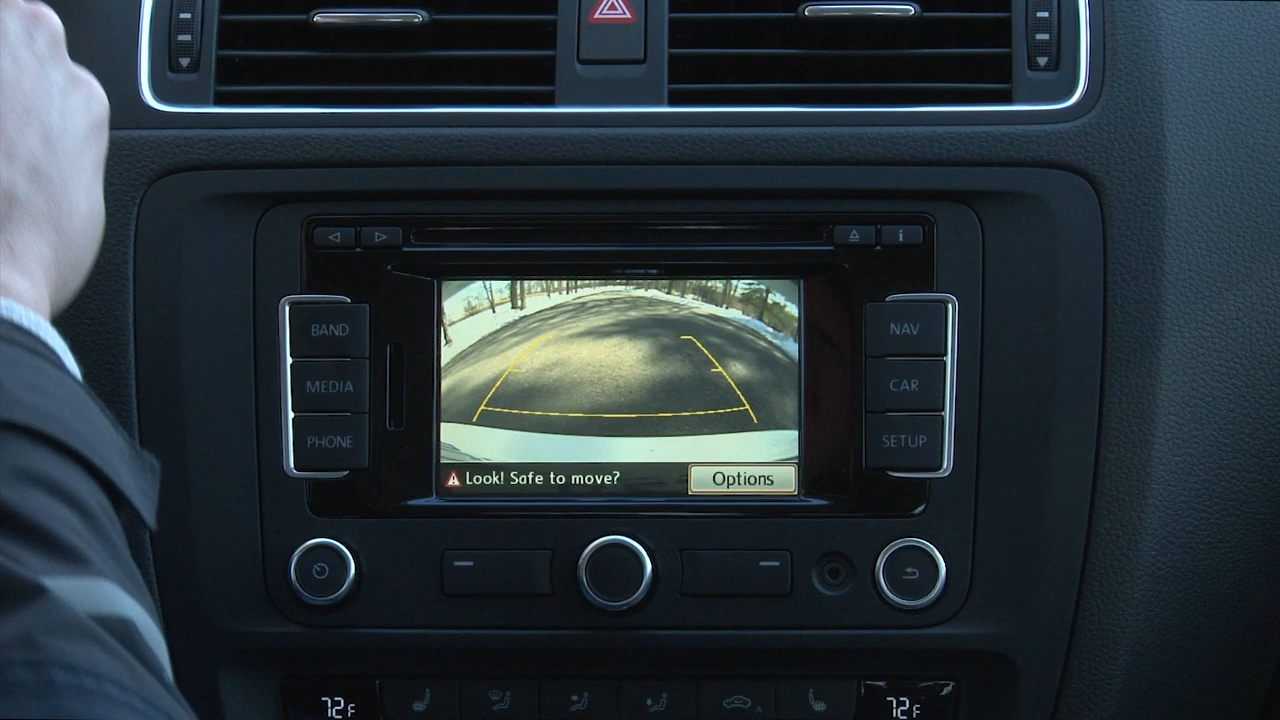 BAND
MEDIA
PHONE
NAV
CAR
SETUP
i
Look! Safe to move?
Options
72F
A
72F